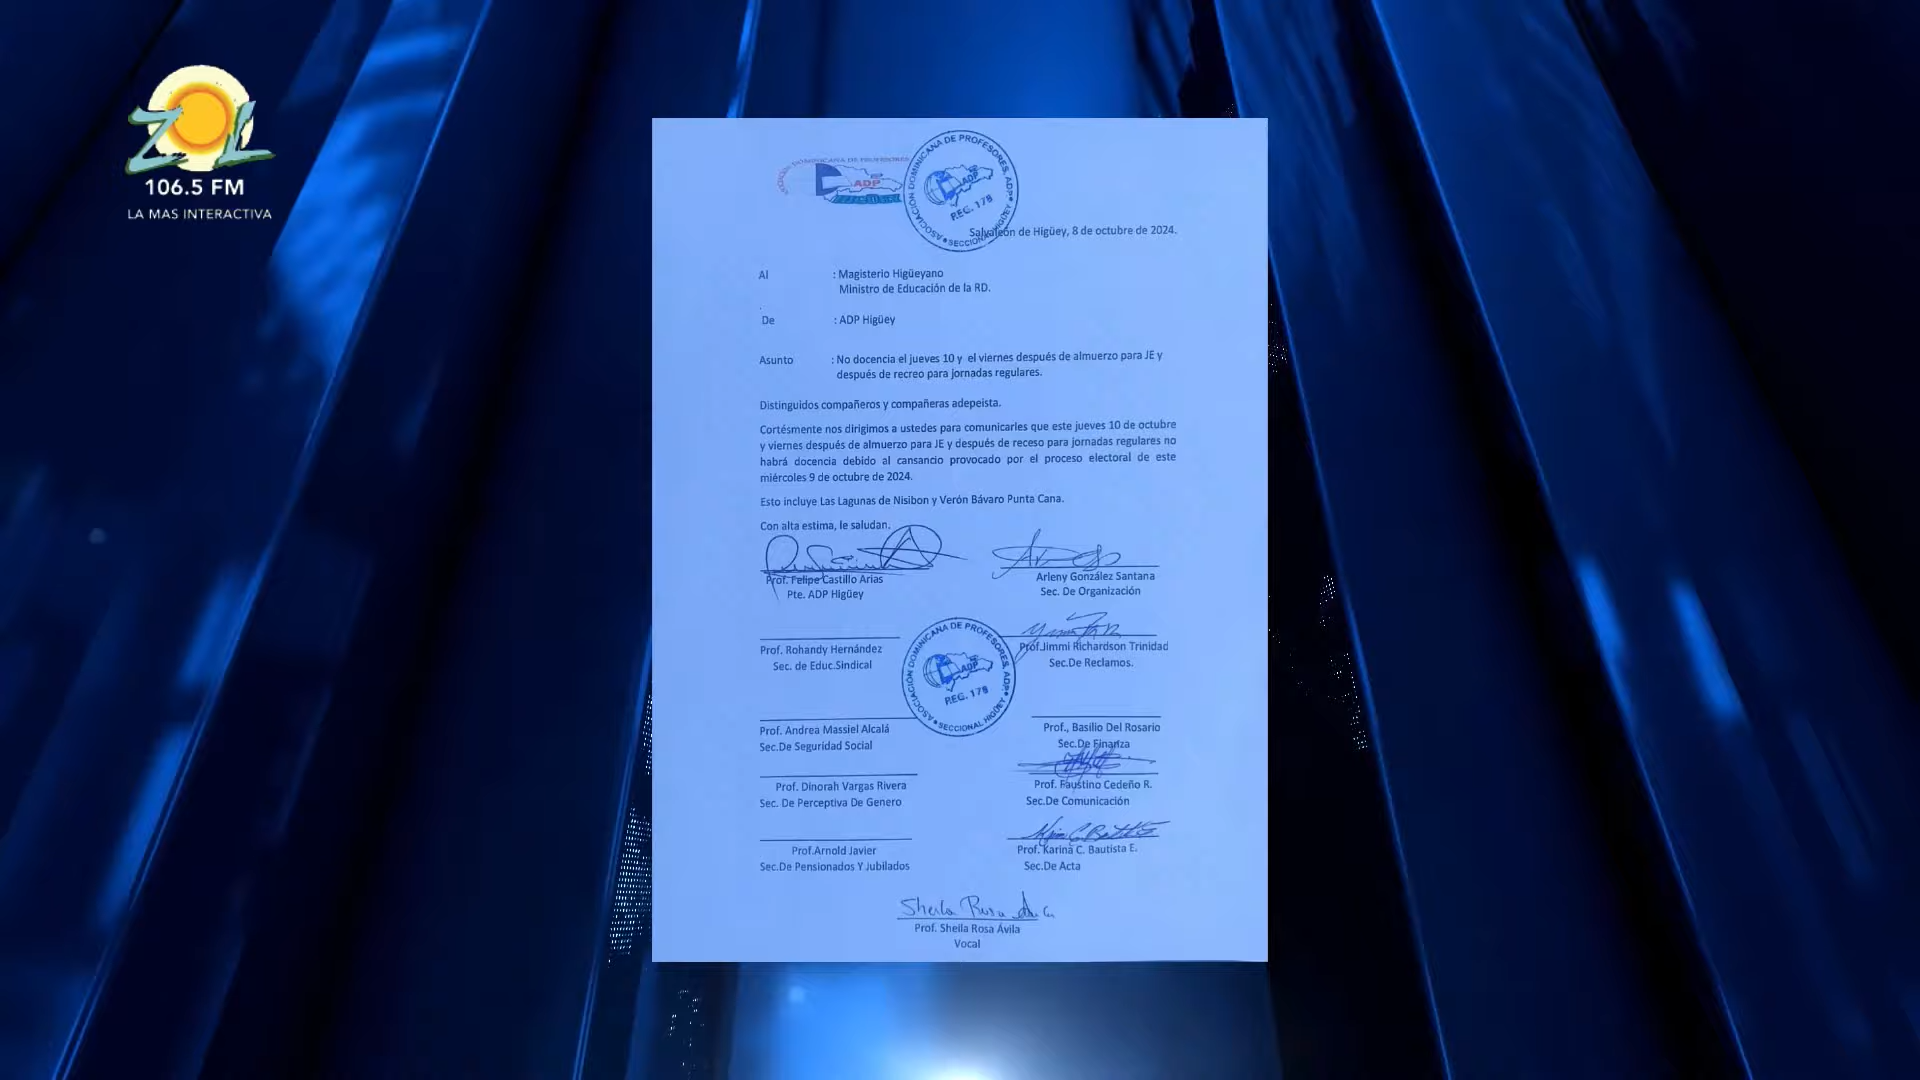 ZOL
106.5 FM
LA MAS INTERACTIVA
DOMINICANA DE PROFESORES
ADP
ASOCIACIÓN DOMINICANA DE PROFESORES, ADP
ADP
REG. 178
SECCIONAL HIGÜEY
Salvaleón de Higüey, 8 de octubre de 2024.
Al : Magisterio Higüeyano
Ministro de Educación de la RD.
.
De : ADP Higüey
Asunto : No docencia el jueves 10 y el viernes después de almuerzo para JE y
después de recreo para jornadas regulares.
Distinguidos compañeros y compañeras adepeista.
Cortésmente nos dirigimos a ustedes para comunicarles que este jueves 10 de octubre
y viernes después de almuerzo para JE y después de receso para jornadas regulares no
habrá docencia debido al cansancio provocado por el proceso electoral de este
miércoles 9 de octubre de 2024.
Esto incluye Las Lagunas de Nisibon y Verón Bávaro Punta Cana.
Con alta estima, le saludan.
Prof. Felipe Castillo Arias
Pte. ADP Higüey
Arleny González Santana
Sec. De Organización
Prof. Rohandy Hernández
Sec. de Educ.Sindical
Prof.Jimmi Richardson Trinidad
Sec.De Reclamos.
ASOCIACIÓN DOMINICANA DE PROFESORES, ADP
ADP
REG. 178
SECCIONAL HIGÜEY
Prof. Andrea Massiel Alcalá
Sec.De Seguridad Social
Prof., Basilio Del Rosario
Sec.De Finanza
Prof. Dinorah Vargas Rivera
Sec. De Perceptiva De Genero
Prof. Faustino Cedeño R.
Sec.De Comunicación
Prof.Arnold Javier
Sec.De Pensionados Y Jubilados
Prof. Karina C. Bautista E.
Sec.De Acta
Sheila Rosa
Prof. Sheila Rosa Ávila
Vocal